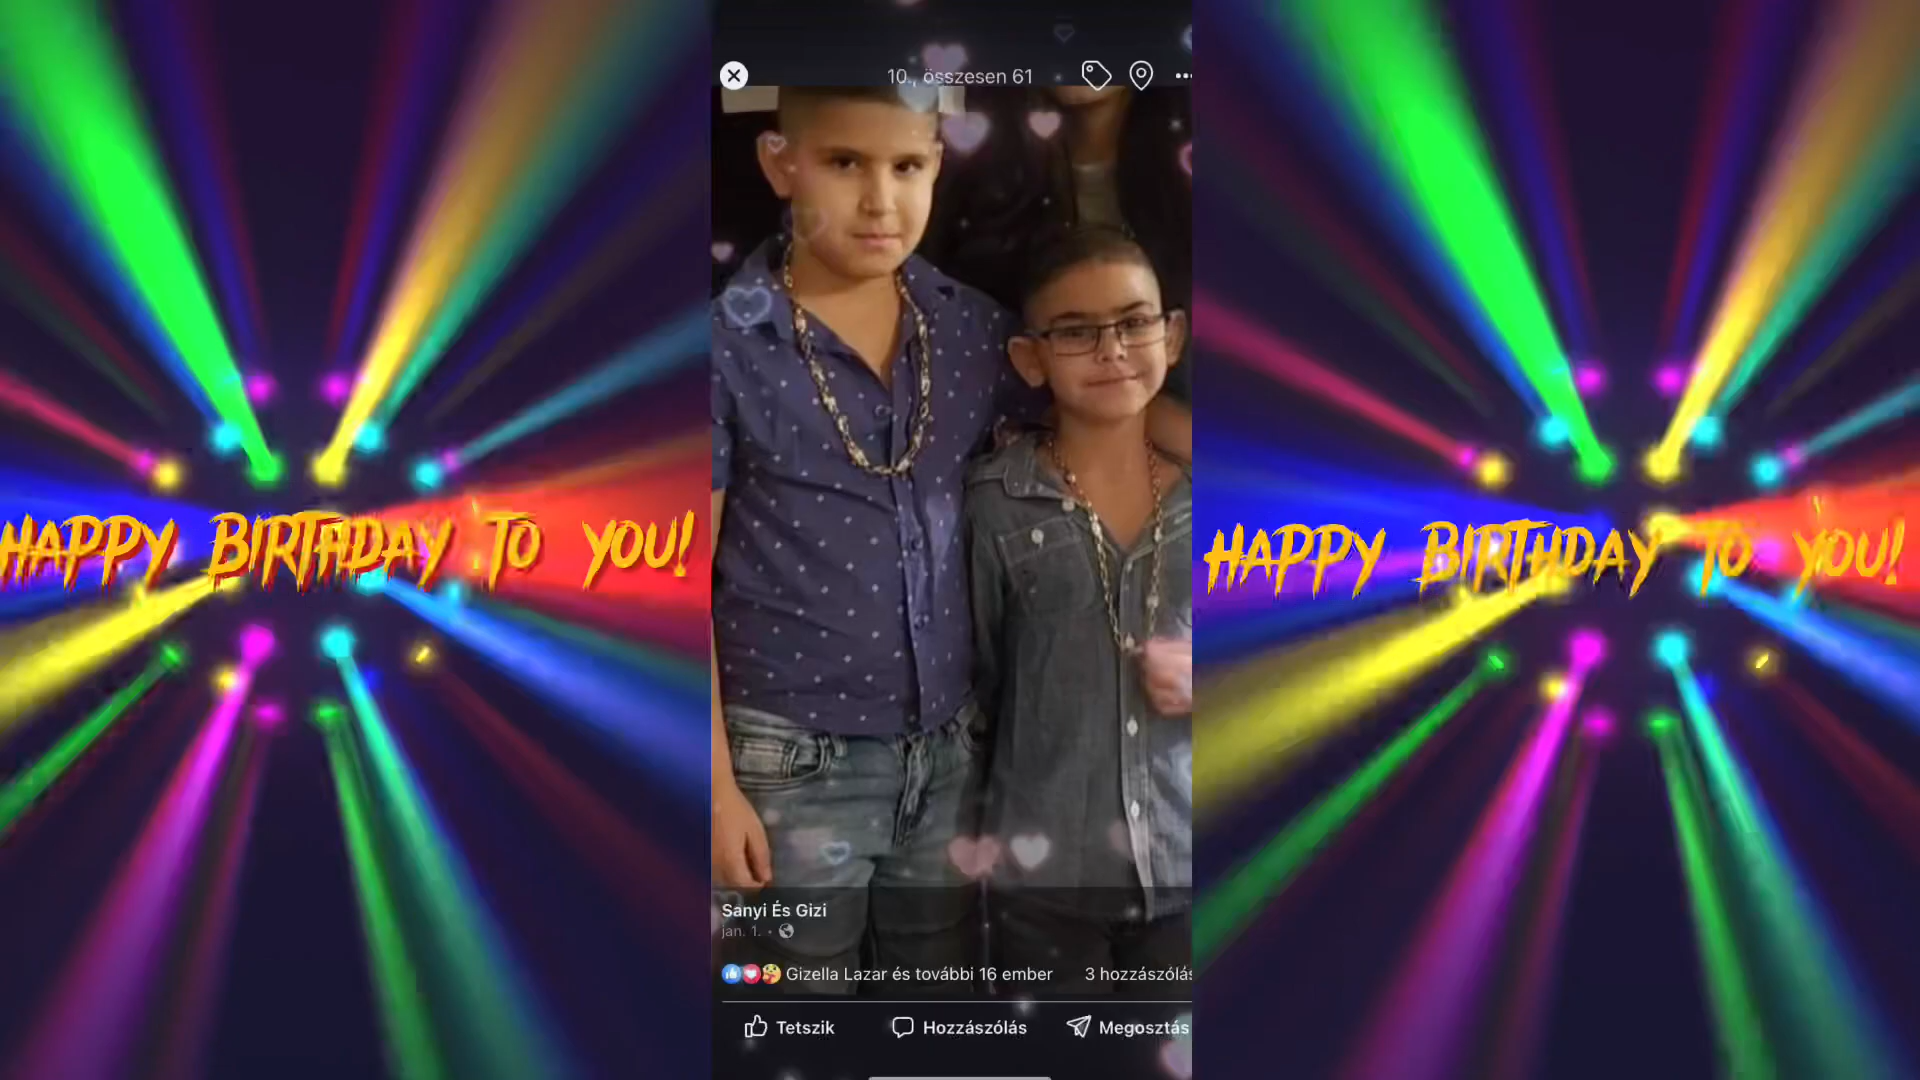 10., összesen 61
HAPPY BIRTHDAY TO YOU!
HAPPY BIRTHDAY TO YOU!
Sanyi És Gizi
jan. 1. ·
Gizella Lazar és további 16 ember 3 hozzászólás
Tetszik Hozzászólás Megosztás